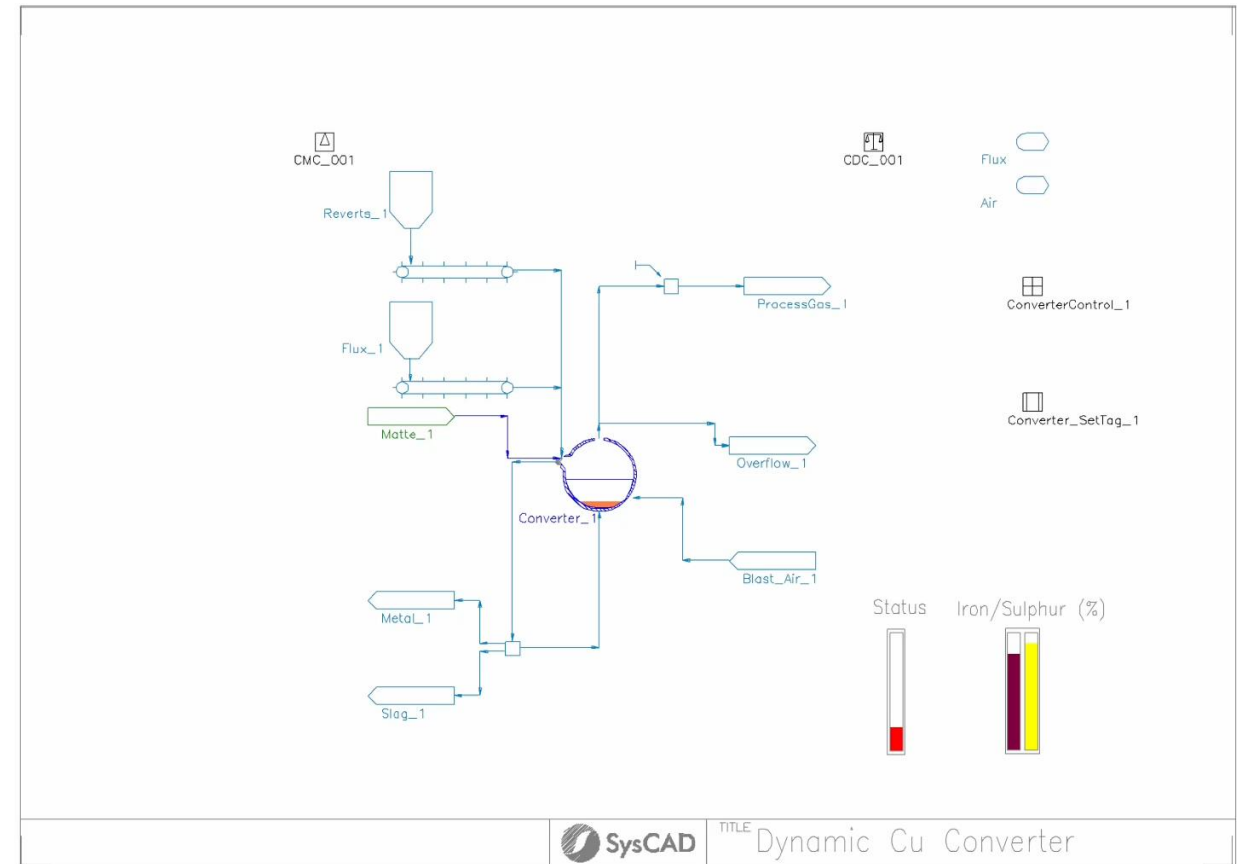 CMC_001
CDC_001
Flux
Air
Reverts_1
ProcessGas_1
ConverterControl_1
Flux_1
Matte_1
Converter_SetTag_1
Overflow_1
Converter_1
Blast_Air_1
Metal_1
Status
Iron/Sulphur (%)
Slag_1
SysCAD
TITLE
Dynamic Cu Converter